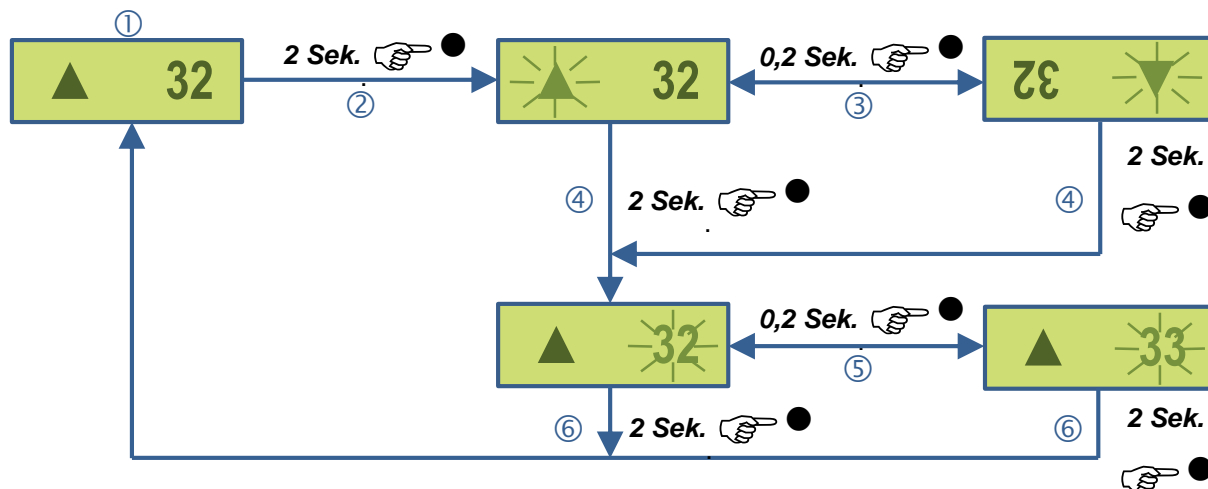 ①
32
2 Sek.
②
32
0,2 Sek.
③
32
④
2 Sek.
④
2 Sek.
32
0,2 Sek.
⑤
33
⑥
2 Sek.
⑥
2 Sek.